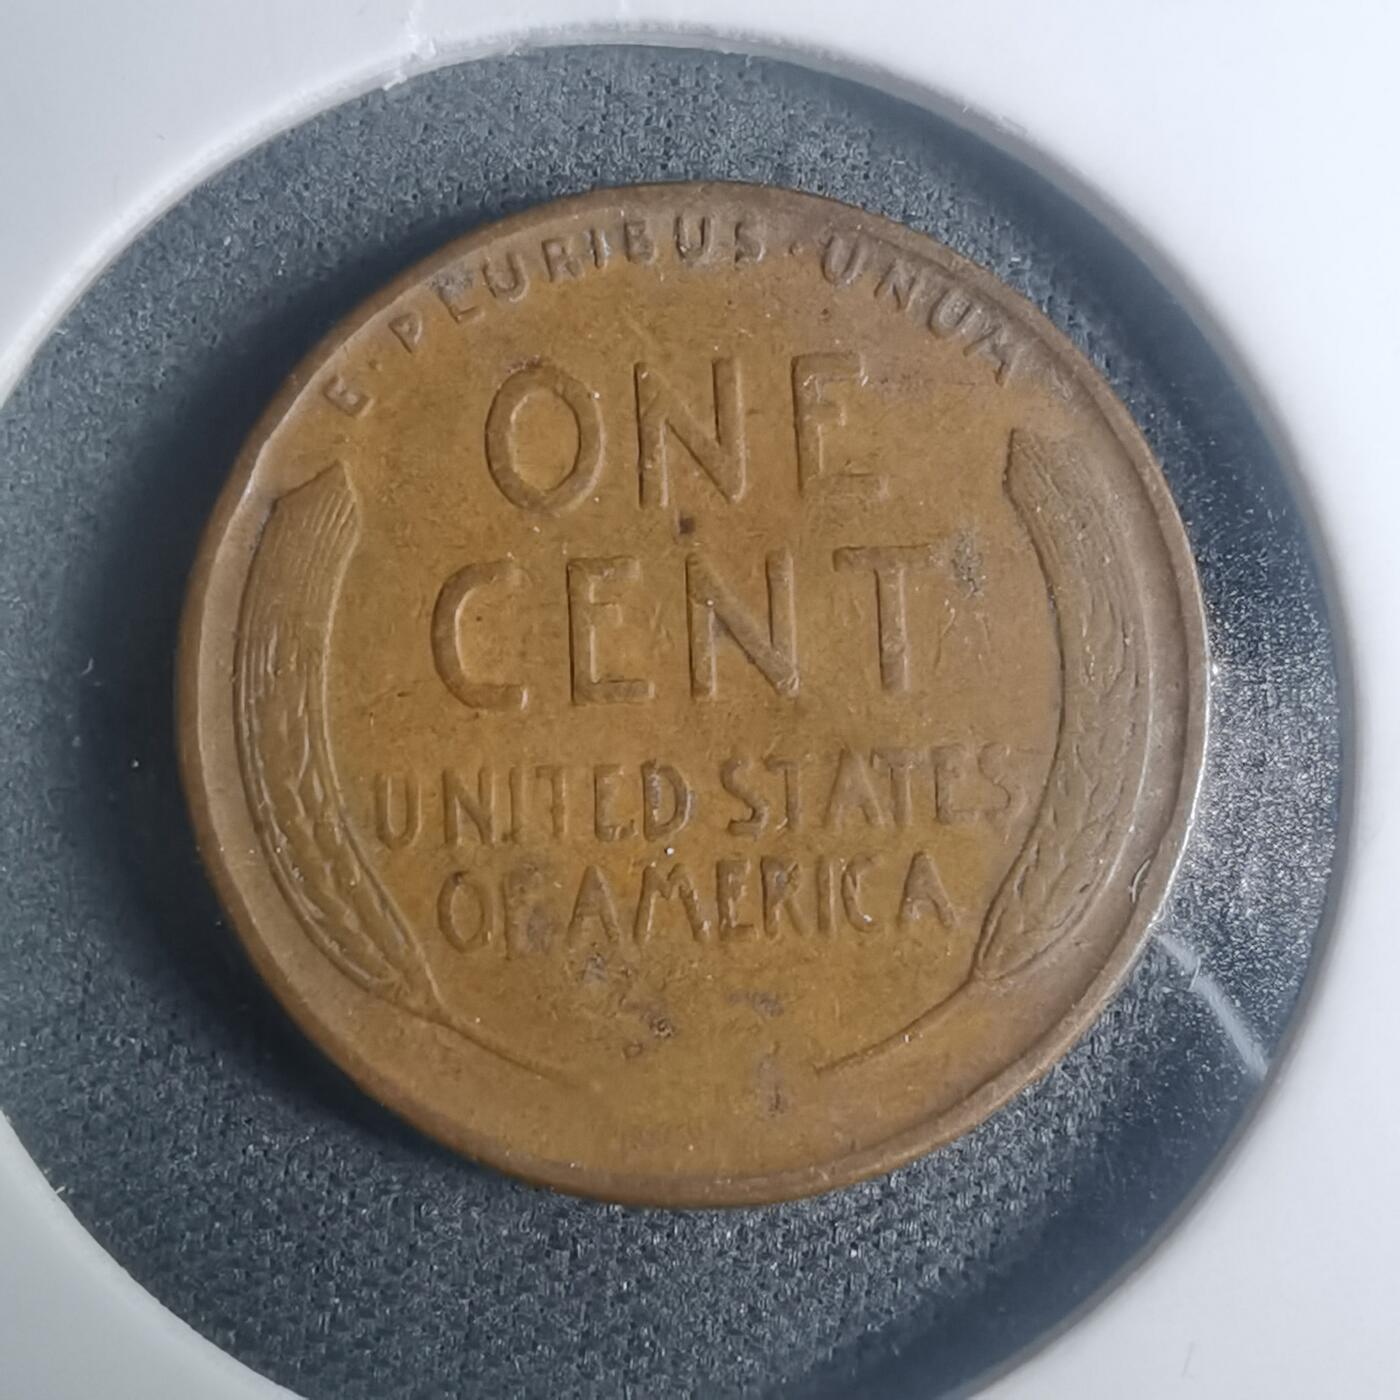 E·PLURIBUS·UNUM
ONE
CENT
UNITED STATES
OF AMERICA